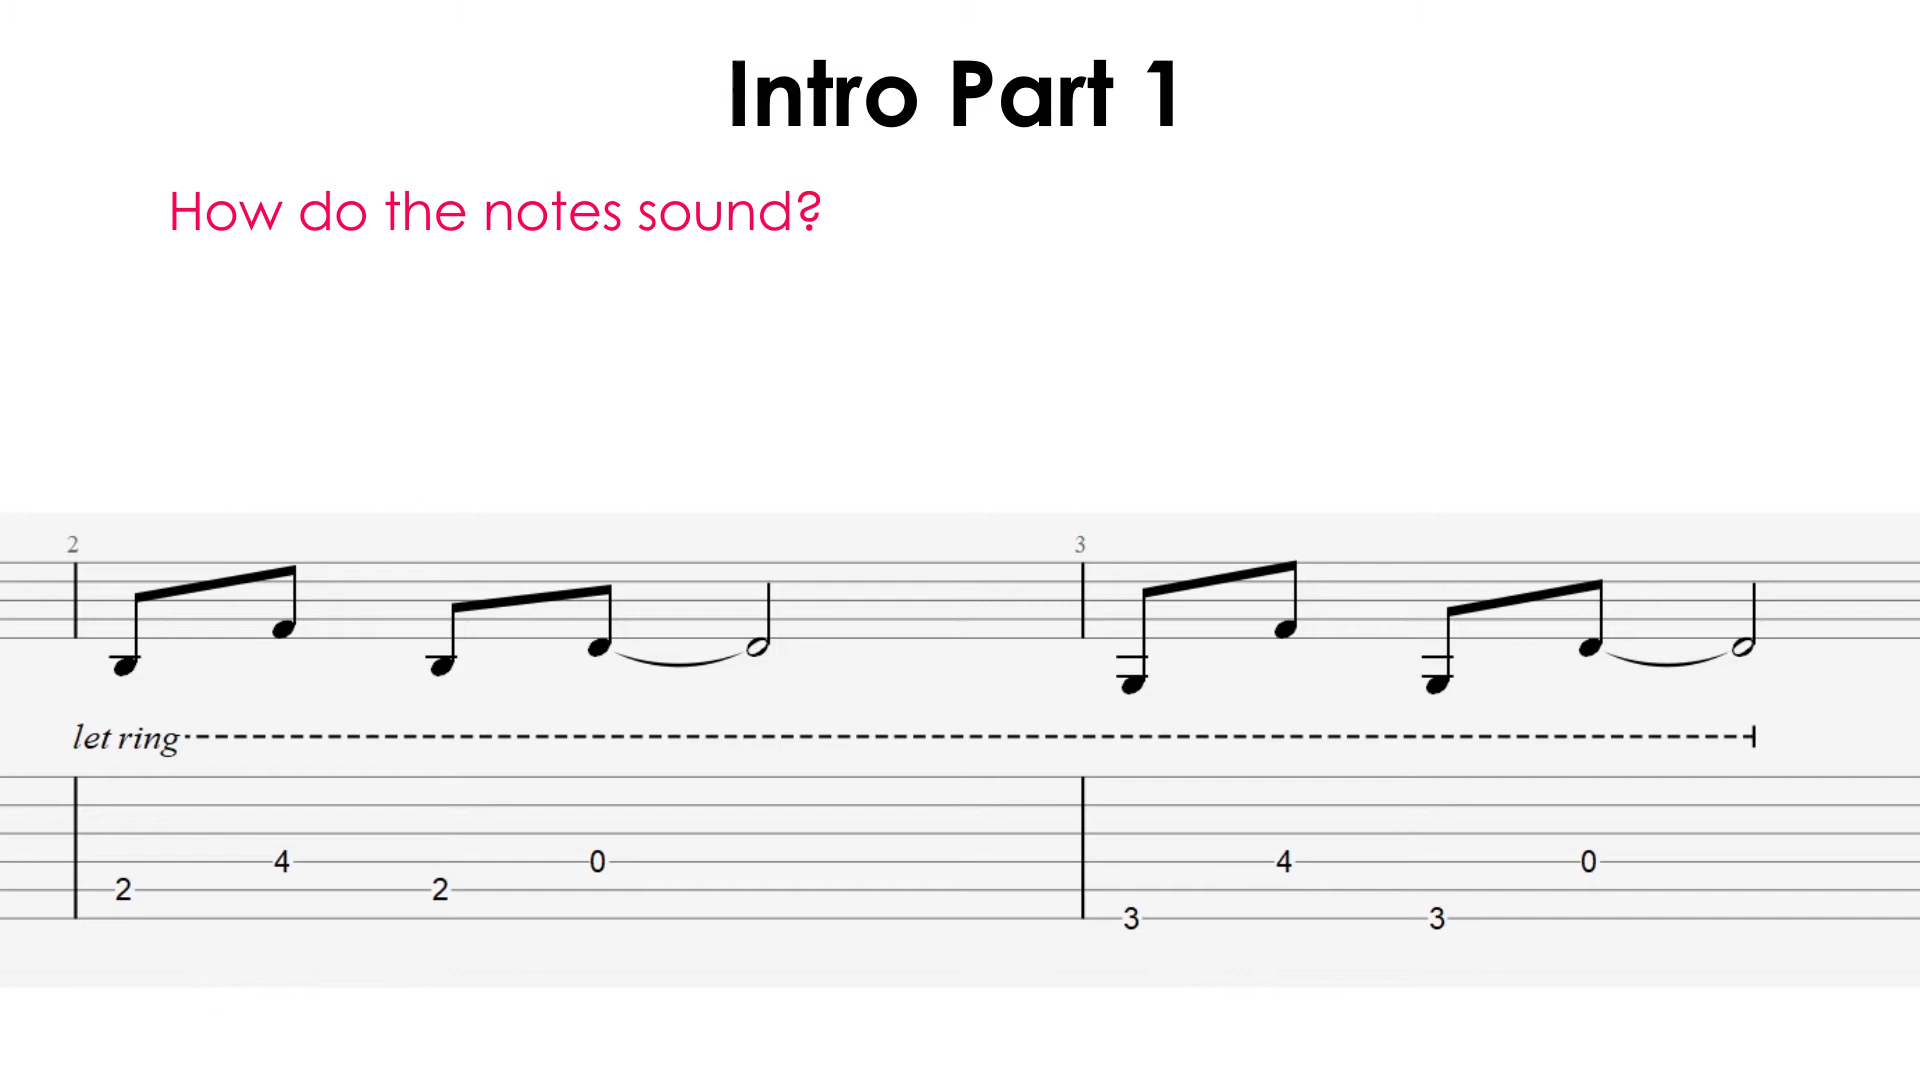 Intro Part 1
How do the notes sound?
2 3
let ring
4 0 4 0
2 2
3 3